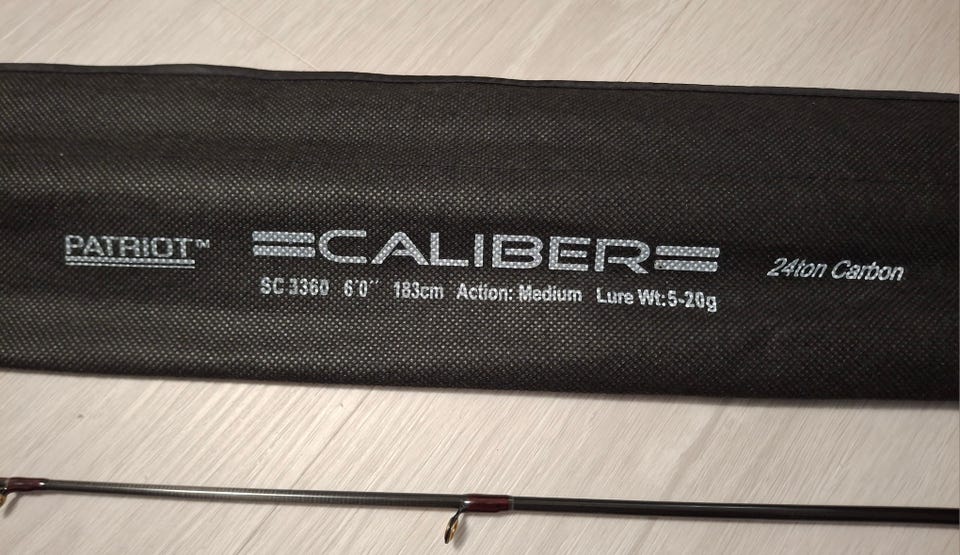 PATRIOT™ =CALIBER= 24ton Carbon
SC 3360 6'0'' 183cm Action: Medium Lure Wt:5-20g